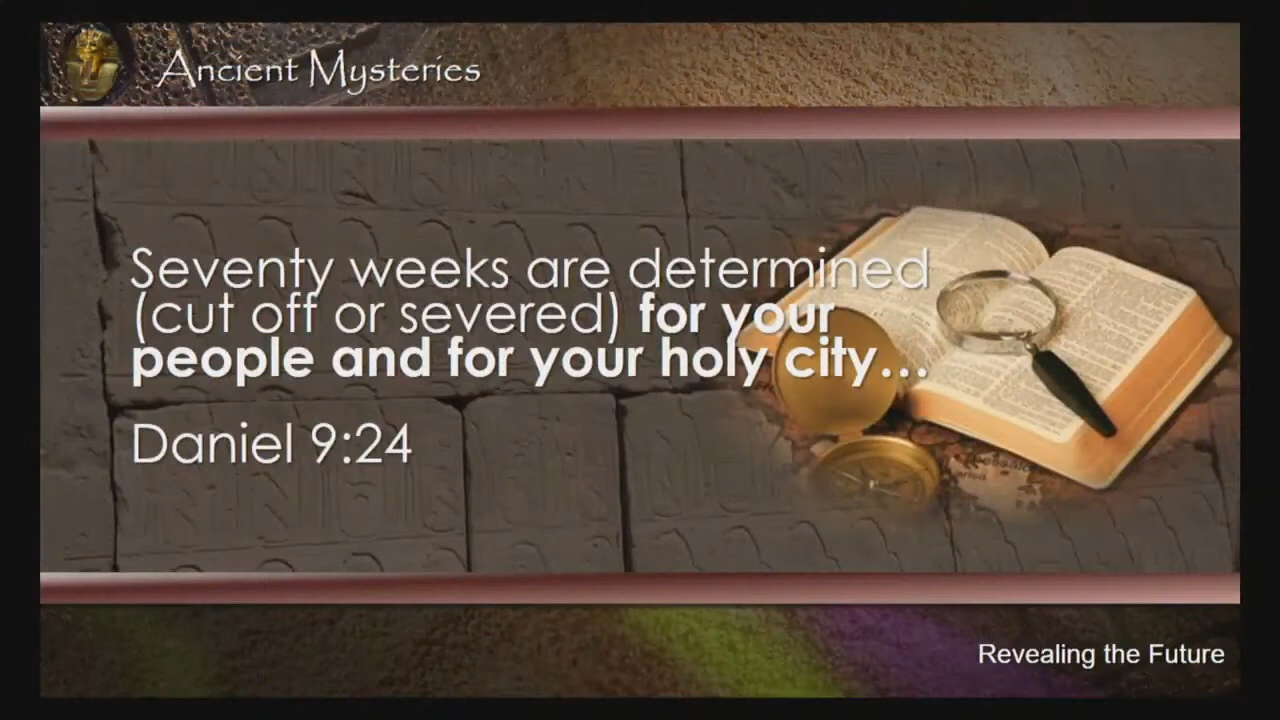 Ancient Mysteries
Seventy weeks are determined
(cut off or severed) for your
people and for your holy city...
Daniel 9:24
Revealing the Future